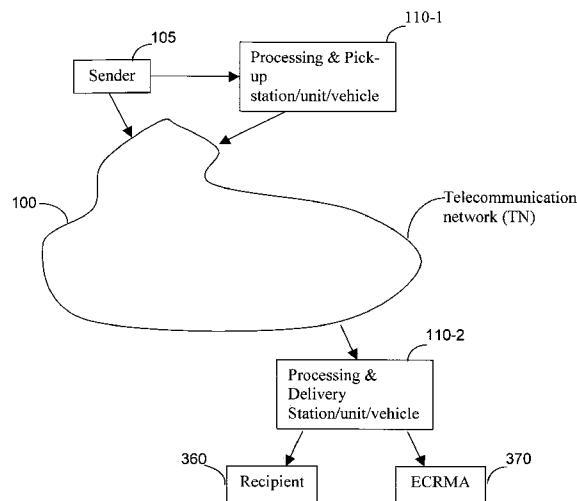 110-1
105
Sender
Processing & Pick-
up
station/unit/vehicle
100
Telecommunication
network (TN)
110-2
Processing &
Delivery
Station/unit/vehicle
360
370
Recipient
ECRMA